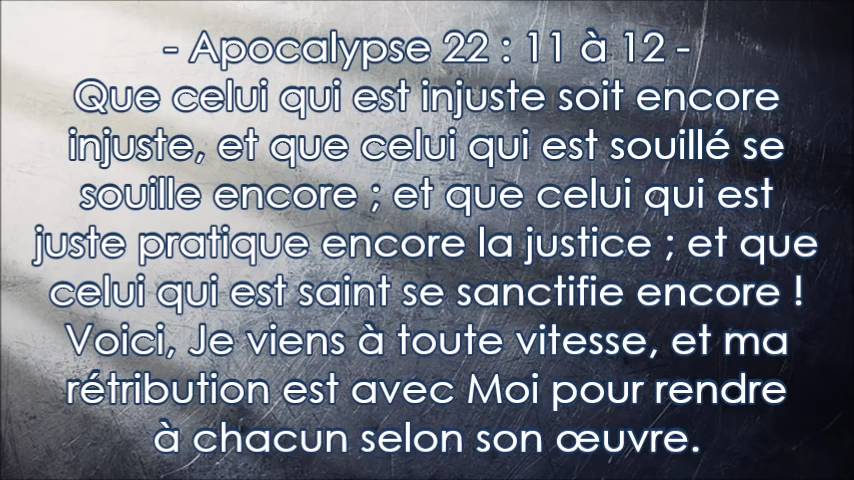 - Apocalypse 22 : 11 à 12 -
Que celui qui est injuste soit encore
injuste, et que celui qui est souillé se
souille encore ; et que celui qui est
juste pratique encore la justice ; et que
celui qui est saint se sanctifie encore !
Voici, Je viens à toute vitesse, et ma
rétribution est avec Moi pour rendre
à chacun selon son œuvre.